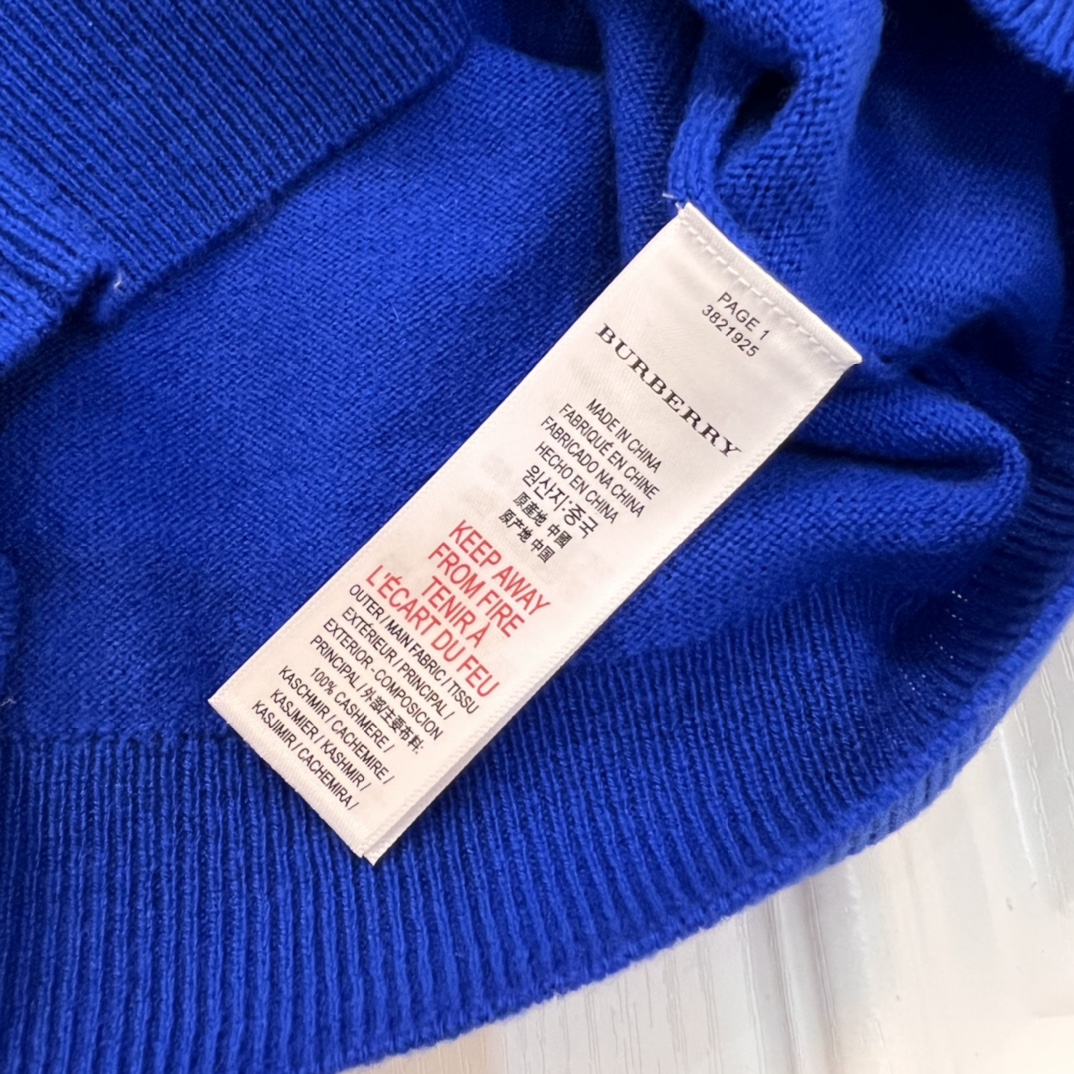 PAGE 1
3821925
BURBERRY
MADE IN CHINA
FABRIQUÉ EN CHINE
FABRICADO NA CHINA
HECHO EN CHINA
원산지:중국
原産地 中國
原产地 中国
KEEP AWAY
FROM FIRE
TENIR À
L'ÉCART DU FEU
OUTER / MAIN FABRIC / TISSU
EXTÉRIEUR / PRINCIPAL /
EXTERIOR - COMPOSICION
PRINCIPAL / 外部主要布料:
100% CASHMERE /
KASCHMIR / CACHEMIRE /
KASJMIER / KASHMIR /
KASJIMIR / CACHEMIRA /